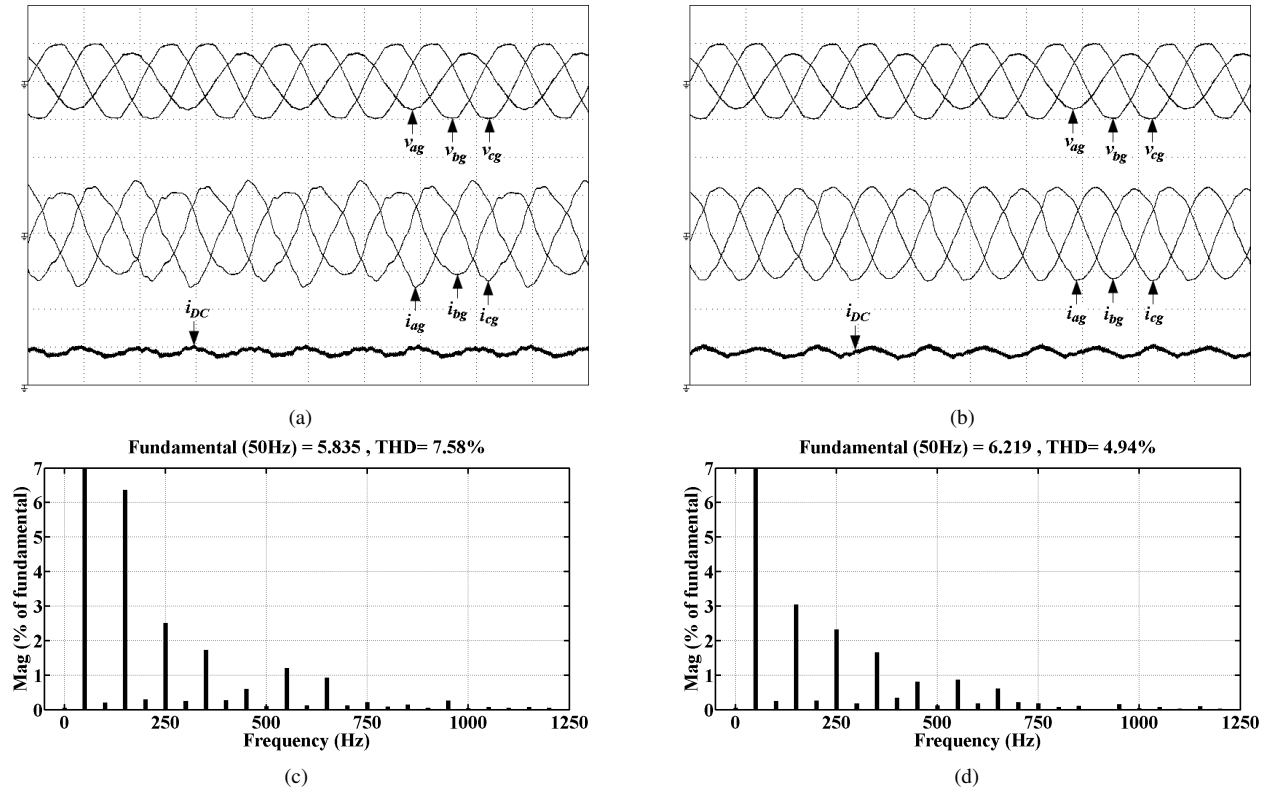 v_ag v_bg v_cg
i_ag i_bg i_cg
i_DC
(a)
v_ag v_bg v_cg
i_ag i_bg i_cg
i_DC
(b)
Fundamental (50Hz) = 5.835 , THD= 7.58%
Mag (% of fundamental)
7
6
5
4
3
2
1
0
0 250 500 750 1000 1250
Frequency (Hz)
(c)
Fundamental (50Hz) = 6.219 , THD= 4.94%
Mag (% of fundamental)
7
6
5
4
3
2
1
0
0 250 500 750 1000 1250
Frequency (Hz)
(d)